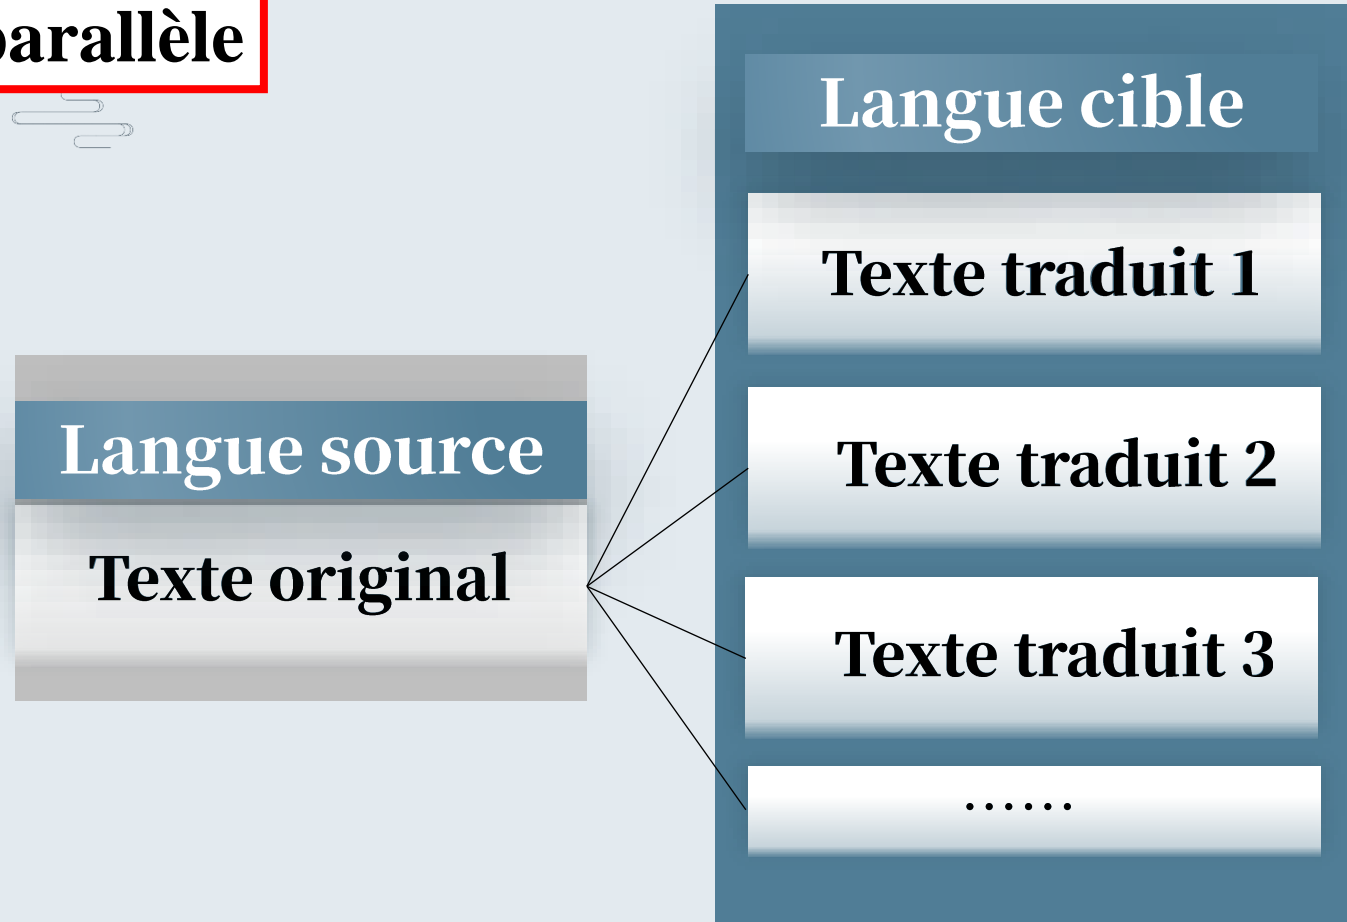 parallèle
Langue source
Texte original
Langue cible
Texte traduit 1
Texte traduit 2
Texte traduit 3
······